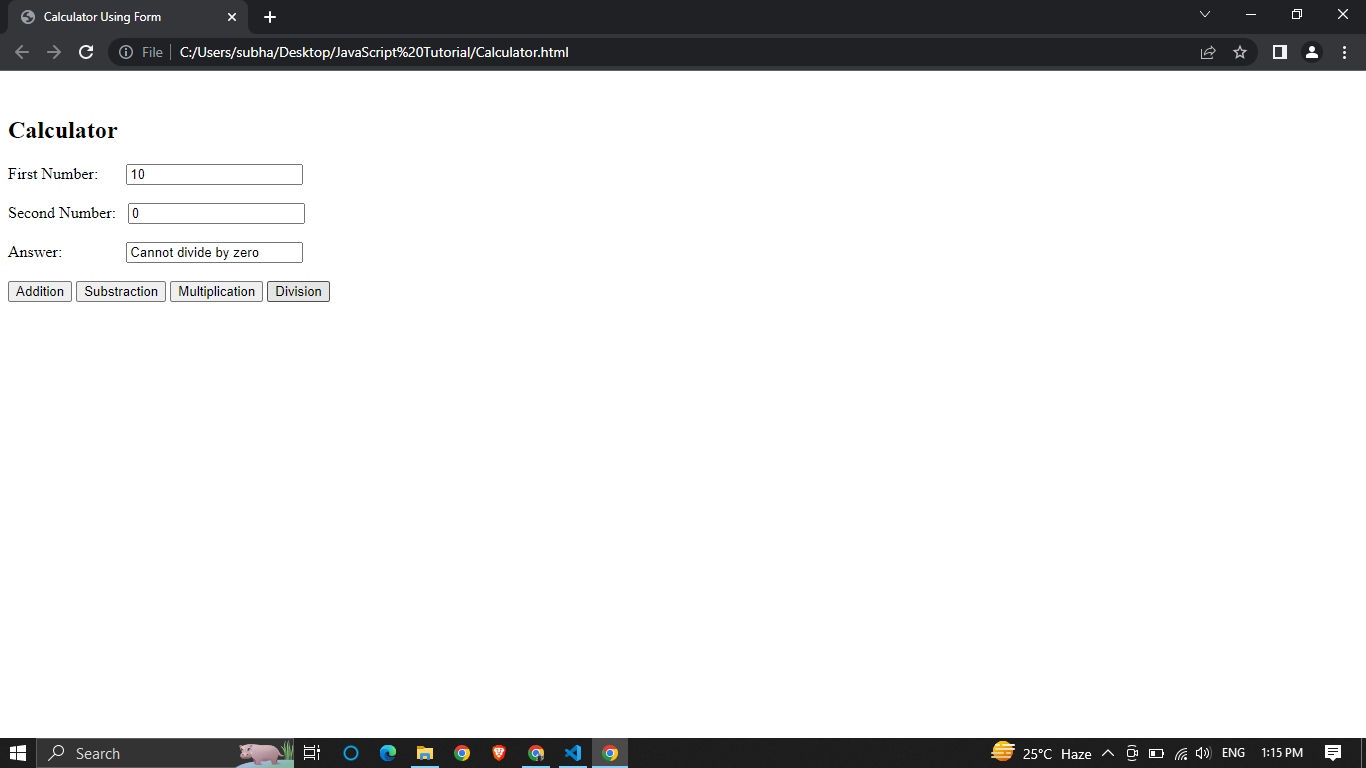 Calculator Using Form
File C:/Users/subha/Desktop/JavaScript%20Tutorial/Calculator.html
Calculator
First Number: 10
Second Number: 0
Answer: Cannot divide by zero
Addition Substraction Multiplication Division
Search 25°C Haze ENG 1:15 PM